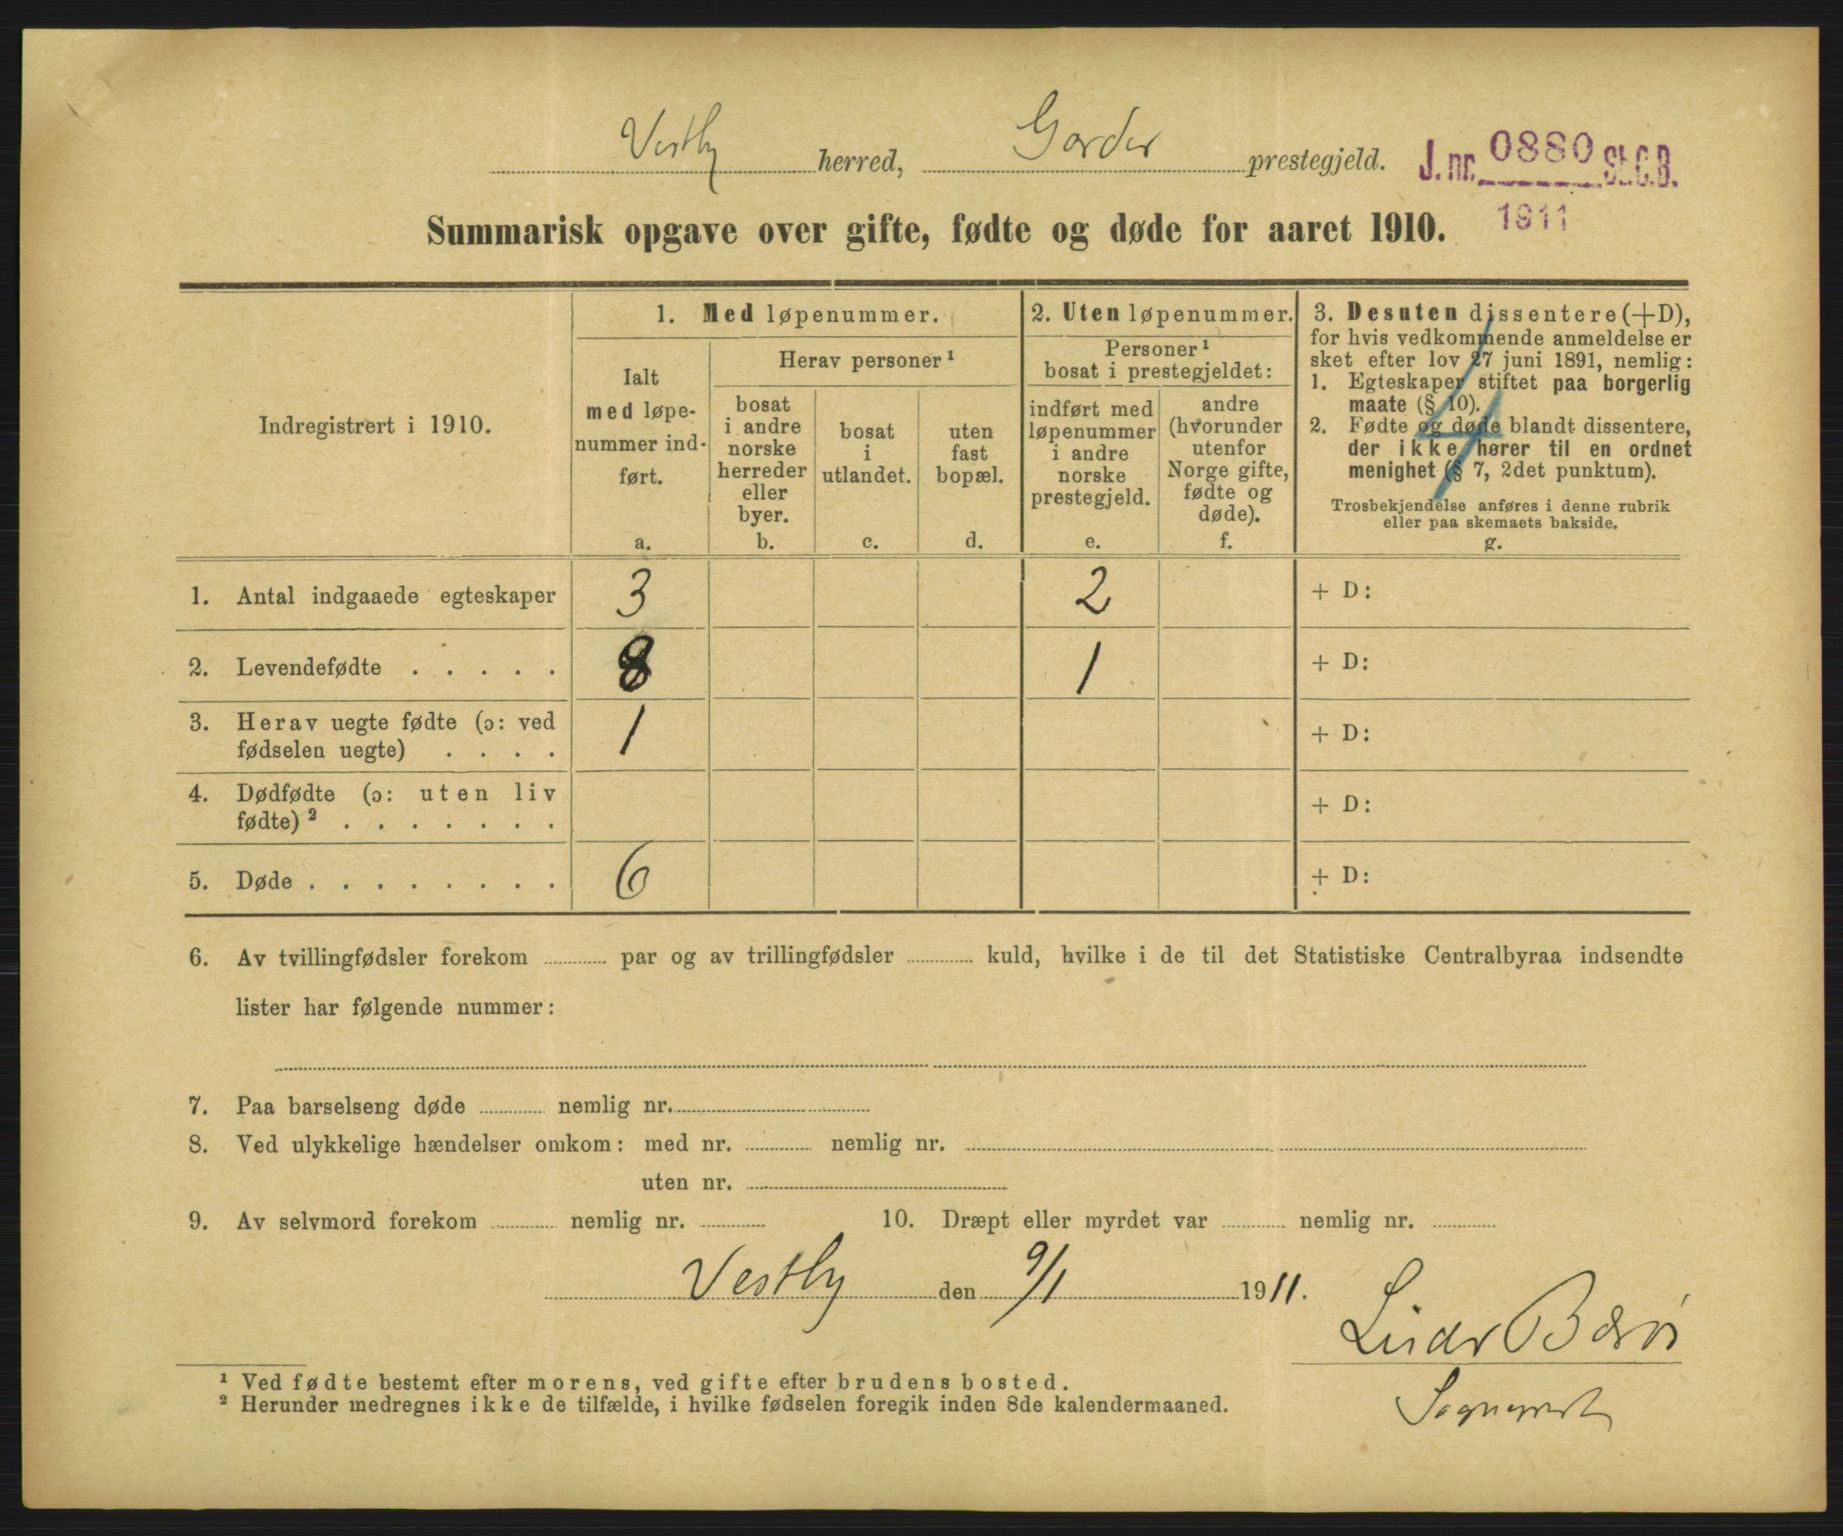 Vestby herred, Garder prestegjeld. J. nr. 0880 St.C.B.
1911
Summarisk opgave over gifte, fødte og døde for aaret 1910.
Indregistrert i 1910.
1. Med løpenummer.
Ialt
med løpe-
nummer ind-
ført.
a.
Herav personer ¹
bosat
i andre
norske
herreder
eller
byer.
b.
bosat
i
utlandet.
c.
uten
fast
bopæl.
d.
2. Uten løpenummer.
Personer ¹
bosat i prestegjeldet:
indført med
løpenummer
i andre
norske
prestegjeld.
e.
andre
(hvorunder
utenfor
Norge gifte,
fødte og
døde).
f.
3. Desuten dissentere (+D),
for hvis vedkommende anmeldelse er
sket efter lov 27 juni 1891, nemlig:
1. Egteskaper stiftet paa borgerlig
maate (§ 10).
2. Fødte og døde blandt dissentere,
der ikke hører til en ordnet
menighet (§ 7, 2det punktum).
Trosbekjendelse anføres i denne rubrik
eller paa skemaets bakside.
g.
1. Antal indgaaede egteskaper 3 2 + D:
2. Levendefødte . . . . . 8 1 + D:
3. Herav uegte fødte (ɔ: ved
fødselen uegte) . . . . 1 + D:
4. Dødfødte (ɔ: uten liv
fødte) ² . . . . . . . + D:
5. Døde . . . . . . . . 6 + D:
6. Av tvillingfødsler forekom ........ par og av trillingfødsler ........ kuld, hvilke i de til det Statistiske Centralbyraa indsendte
lister har følgende nummer:
7. Paa barselseng døde ........ nemlig nr. ........
8. Ved ulykkelige hændelser omkom: med nr. ........ nemlig nr. ........
uten nr. ........
9. Av selvmord forekom ........ nemlig nr. ........ 10. Dræpt eller myrdet var ........ nemlig nr. ........
Vestby den 9/1 1911.
Sogneprest
¹ Ved fødte bestemt efter morens, ved gifte efter brudens bosted.
² Herunder medregnes ikke de tilfælde, i hvilke fødselen foregik inden 8de kalendermaaned.